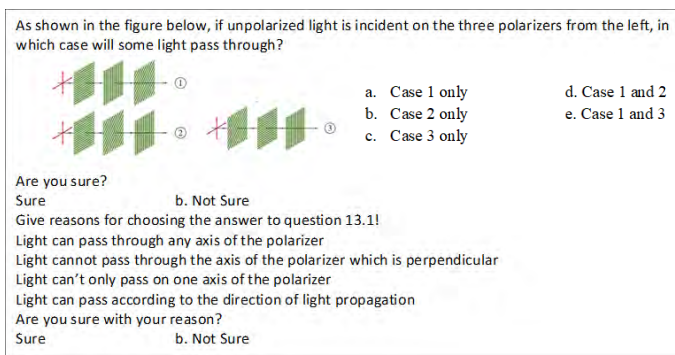 As shown in the figure below, if unpolarized light is incident on the three polarizers from the left, in
which case will some light pass through?
①
②
③
a. Case 1 only
b. Case 2 only
c. Case 3 only
d. Case 1 and 2
e. Case 1 and 3
Are you sure?
Sure b. Not Sure
Give reasons for choosing the answer to question 13.1!
Light can pass through any axis of the polarizer
Light cannot pass through the axis of the polarizer which is perpendicular
Light can't only pass on one axis of the polarizer
Light can pass according to the direction of light propagation
Are you sure with your reason?
Sure b. Not Sure